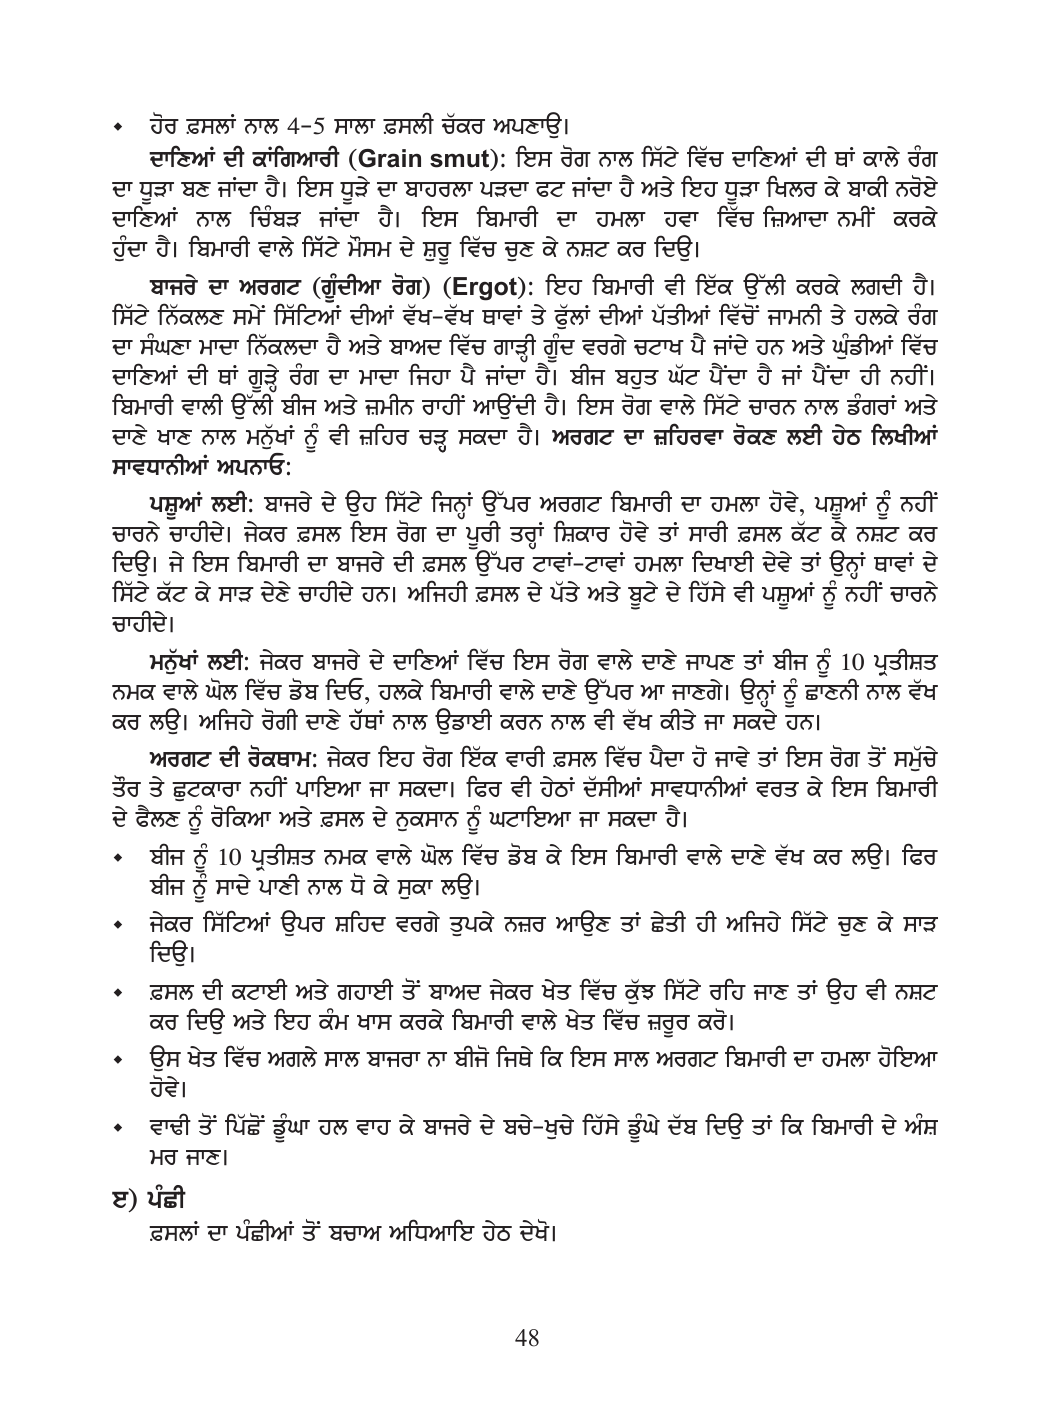 ⬥ ਹੋਰ ਫ਼ਸਲਾਂ ਨਾਲ 4-5 ਸਾਲਾ ਫ਼ਸਲੀ ਚੱਕਰ ਅਪਣਾਉ।
ਦਾਣਿਆਂ ਦੀ ਕਾਂਗਿਆਰੀ (Grain smut): ਇਸ ਰੋਗ ਨਾਲ ਸਿੱਟੇ ਵਿੱਚ ਦਾਣਿਆਂ ਦੀ ਥਾਂ ਕਾਲੇ ਰੰਗ
ਦਾ ਧੂੜਾ ਬਣ ਜਾਂਦਾ ਹੈ। ਇਸ ਧੂੜੇ ਦਾ ਬਾਹਰਲਾ ਪੜਦਾ ਫਟ ਜਾਂਦਾ ਹੈ ਅਤੇ ਇਹ ਧੂੜਾ ਖਿਲਰ ਕੇ ਬਾਕੀ ਨਰੋਏ
ਦਾਣਿਆਂ ਨਾਲ ਚਿੰਬੜ ਜਾਂਦਾ ਹੈ। ਇਸ ਬਿਮਾਰੀ ਦਾ ਹਮਲਾ ਹਵਾ ਵਿੱਚ ਜ਼ਿਆਦਾ ਨਮੀਂ ਕਰਕੇ
ਹੁੰਦਾ ਹੈ। ਬਿਮਾਰੀ ਵਾਲੇ ਸਿੱਟੇ ਮੌਸਮ ਦੇ ਸ਼ੁਰੂ ਵਿੱਚ ਚੁਣ ਕੇ ਨਸ਼ਟ ਕਰ ਦਿਉ।
ਬਾਜਰੇ ਦਾ ਅਰਗਟ (ਗੂੰਦੀਆ ਰੋਗ) (Ergot): ਇਹ ਬਿਮਾਰੀ ਵੀ ਇੱਕ ਉੱਲੀ ਕਰਕੇ ਲਗਦੀ ਹੈ।
ਸਿੱਟੇ ਨਿੱਕਲਣ ਸਮੇਂ ਸਿੱਟਿਆਂ ਦੀਆਂ ਵੱਖ-ਵੱਖ ਥਾਵਾਂ ਤੇ ਫੁੱਲਾਂ ਦੀਆਂ ਪੱਤੀਆਂ ਵਿੱਚੋਂ ਜਾਮਨੀ ਤੇ ਹਲਕੇ ਰੰਗ
ਦਾ ਸੰਘਣਾ ਮਾਦਾ ਨਿੱਕਲਦਾ ਹੈ ਅਤੇ ਬਾਅਦ ਵਿੱਚ ਗਾੜ੍ਹੀ ਗੂੰਦ ਵਰਗੇ ਚਟਾਖ ਪੈ ਜਾਂਦੇ ਹਨ ਅਤੇ ਘੁੰਡੀਆਂ ਵਿੱਚ
ਦਾਣਿਆਂ ਦੀ ਥਾਂ ਗੂੜ੍ਹੇ ਰੰਗ ਦਾ ਮਾਦਾ ਜਿਹਾ ਪੈ ਜਾਂਦਾ ਹੈ। ਬੀਜ ਬਹੁਤ ਘੱਟ ਪੈਂਦਾ ਹੈ ਜਾਂ ਪੈਂਦਾ ਹੀ ਨਹੀਂ।
ਬਿਮਾਰੀ ਵਾਲੀ ਉੱਲੀ ਬੀਜ ਅਤੇ ਜ਼ਮੀਨ ਰਾਹੀਂ ਆਉਂਦੀ ਹੈ। ਇਸ ਰੋਗ ਵਾਲੇ ਸਿੱਟੇ ਚਾਰਨ ਨਾਲ ਡੰਗਰਾਂ ਅਤੇ
ਦਾਣੇ ਖਾਣ ਨਾਲ ਮਨੁੱਖਾਂ ਨੂੰ ਵੀ ਜ਼ਹਿਰ ਚੜ੍ਹ ਸਕਦਾ ਹੈ। ਅਰਗਟ ਦਾ ਜ਼ਹਿਰਵਾ ਰੋਕਣ ਲਈ ਹੇਠ ਲਿਖੀਆਂ
ਸਾਵਧਾਨੀਆਂ ਅਪਨਾਓ:
ਪਸ਼ੂਆਂ ਲਈ: ਬਾਜਰੇ ਦੇ ਉਹ ਸਿੱਟੇ ਜਿਨ੍ਹਾਂ ਉੱਪਰ ਅਰਗਟ ਬਿਮਾਰੀ ਦਾ ਹਮਲਾ ਹੋਵੇ, ਪਸ਼ੂਆਂ ਨੂੰ ਨਹੀਂ
ਚਾਰਨੇ ਚਾਹੀਦੇ। ਜੇਕਰ ਫ਼ਸਲ ਇਸ ਰੋਗ ਦਾ ਪੂਰੀ ਤਰ੍ਹਾਂ ਸ਼ਿਕਾਰ ਹੋਵੇ ਤਾਂ ਸਾਰੀ ਫ਼ਸਲ ਕੱਟ ਕੇ ਨਸ਼ਟ ਕਰ
ਦਿਉ। ਜੇ ਇਸ ਬਿਮਾਰੀ ਦਾ ਬਾਜਰੇ ਦੀ ਫ਼ਸਲ ਉੱਪਰ ਟਾਵਾਂ-ਟਾਵਾਂ ਹਮਲਾ ਦਿਖਾਈ ਦੇਵੇ ਤਾਂ ਉਨ੍ਹਾਂ ਥਾਵਾਂ ਦੇ
ਸਿੱਟੇ ਕੱਟ ਕੇ ਸਾੜ ਦੇਣੇ ਚਾਹੀਦੇ ਹਨ। ਅਜਿਹੀ ਫ਼ਸਲ ਦੇ ਪੱਤੇ ਅਤੇ ਬੂਟੇ ਦੇ ਹਿੱਸੇ ਵੀ ਪਸ਼ੂਆਂ ਨੂੰ ਨਹੀਂ ਚਾਰਨੇ
ਚਾਹੀਦੇ।
ਮਨੁੱਖਾਂ ਲਈ: ਜੇਕਰ ਬਾਜਰੇ ਦੇ ਦਾਣਿਆਂ ਵਿੱਚ ਇਸ ਰੋਗ ਵਾਲੇ ਦਾਣੇ ਜਾਪਣ ਤਾਂ ਬੀਜ ਨੂੰ 10 ਪ੍ਰਤੀਸ਼ਤ
ਨਮਕ ਵਾਲੇ ਘੋਲ ਵਿੱਚ ਡੋਬ ਦਿਓ, ਹਲਕੇ ਬਿਮਾਰੀ ਵਾਲੇ ਦਾਣੇ ਉੱਪਰ ਆ ਜਾਣਗੇ। ਉਨ੍ਹਾਂ ਨੂੰ ਛਾਣਨੀ ਨਾਲ ਵੱਖ
ਕਰ ਲਉ। ਅਜਿਹੇ ਰੋਗੀ ਦਾਣੇ ਹੱਥਾਂ ਨਾਲ ਉਡਾਈ ਕਰਨ ਨਾਲ ਵੀ ਵੱਖ ਕੀਤੇ ਜਾ ਸਕਦੇ ਹਨ।
ਅਰਗਟ ਦੀ ਰੋਕਥਾਮ: ਜੇਕਰ ਇਹ ਰੋਗ ਇੱਕ ਵਾਰੀ ਫ਼ਸਲ ਵਿੱਚ ਪੈਦਾ ਹੋ ਜਾਵੇ ਤਾਂ ਇਸ ਰੋਗ ਤੋਂ ਸਮੁੱਚੇ
ਤੌਰ ਤੇ ਛੁਟਕਾਰਾ ਨਹੀਂ ਪਾਇਆ ਜਾ ਸਕਦਾ। ਫਿਰ ਵੀ ਹੇਠਾਂ ਦੱਸੀਆਂ ਸਾਵਧਾਨੀਆਂ ਵਰਤ ਕੇ ਇਸ ਬਿਮਾਰੀ
ਦੇ ਫੈਲਣ ਨੂੰ ਰੋਕਿਆ ਅਤੇ ਫ਼ਸਲ ਦੇ ਨੁਕਸਾਨ ਨੂੰ ਘਟਾਇਆ ਜਾ ਸਕਦਾ ਹੈ।
⬥ ਬੀਜ ਨੂੰ 10 ਪ੍ਰਤੀਸ਼ਤ ਨਮਕ ਵਾਲੇ ਘੋਲ ਵਿੱਚ ਡੋਬ ਕੇ ਇਸ ਬਿਮਾਰੀ ਵਾਲੇ ਦਾਣੇ ਵੱਖ ਕਰ ਲਉ। ਫਿਰ
ਬੀਜ ਨੂੰ ਸਾਦੇ ਪਾਣੀ ਨਾਲ ਧੋ ਕੇ ਸੁਕਾ ਲਉ।
⬥ ਜੇਕਰ ਸਿੱਟਿਆਂ ਉਪਰ ਸ਼ਹਿਦ ਵਰਗੇ ਤੁਪਕੇ ਨਜ਼ਰ ਆਉਣ ਤਾਂ ਛੇਤੀ ਹੀ ਅਜਿਹੇ ਸਿੱਟੇ ਚੁਣ ਕੇ ਸਾੜ
ਦਿਉ।
⬥ ਫ਼ਸਲ ਦੀ ਕਟਾਈ ਅਤੇ ਗਹਾਈ ਤੋਂ ਬਾਅਦ ਜੇਕਰ ਖੇਤ ਵਿੱਚ ਕੁੱਝ ਸਿੱਟੇ ਰਹਿ ਜਾਣ ਤਾਂ ਉਹ ਵੀ ਨਸ਼ਟ
ਕਰ ਦਿਉ ਅਤੇ ਇਹ ਕੰਮ ਖਾਸ ਕਰਕੇ ਬਿਮਾਰੀ ਵਾਲੇ ਖੇਤ ਵਿੱਚ ਜ਼ਰੂਰ ਕਰੋ।
⬥ ਉਸ ਖੇਤ ਵਿੱਚ ਅਗਲੇ ਸਾਲ ਬਾਜਰਾ ਨਾ ਬੀਜੋ ਜਿਥੇ ਕਿ ਇਸ ਸਾਲ ਅਰਗਟ ਬਿਮਾਰੀ ਦਾ ਹਮਲਾ ਹੋਇਆ
ਹੋਵੇ।
⬥ ਵਾਢੀ ਤੋਂ ਪਿੱਛੋਂ ਡੂੰਘਾ ਹਲ ਵਾਹ ਕੇ ਬਾਜਰੇ ਦੇ ਬਚੇ-ਖੁਚੇ ਹਿੱਸੇ ਡੂੰਘੇ ਦੱਬ ਦਿਉ ਤਾਂ ਕਿ ਬਿਮਾਰੀ ਦੇ ਅੰਸ਼
ਮਰ ਜਾਣ।
ੲ) ਪੰਛੀ
ਫ਼ਸਲਾਂ ਦਾ ਪੰਛੀਆਂ ਤੋਂ ਬਚਾਅ ਅਧਿਆਇ ਹੇਠ ਦੇਖੋ।
48